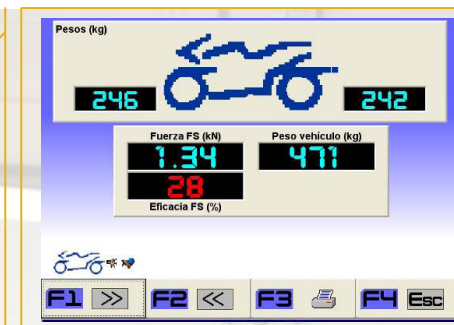 Pesos (kg)
246 242
Fuerza FS (kN) Peso vehículo (kg)
1.34 471
28
Eficacia FS (%)
F1 >> F2 << F3 F4 Esc